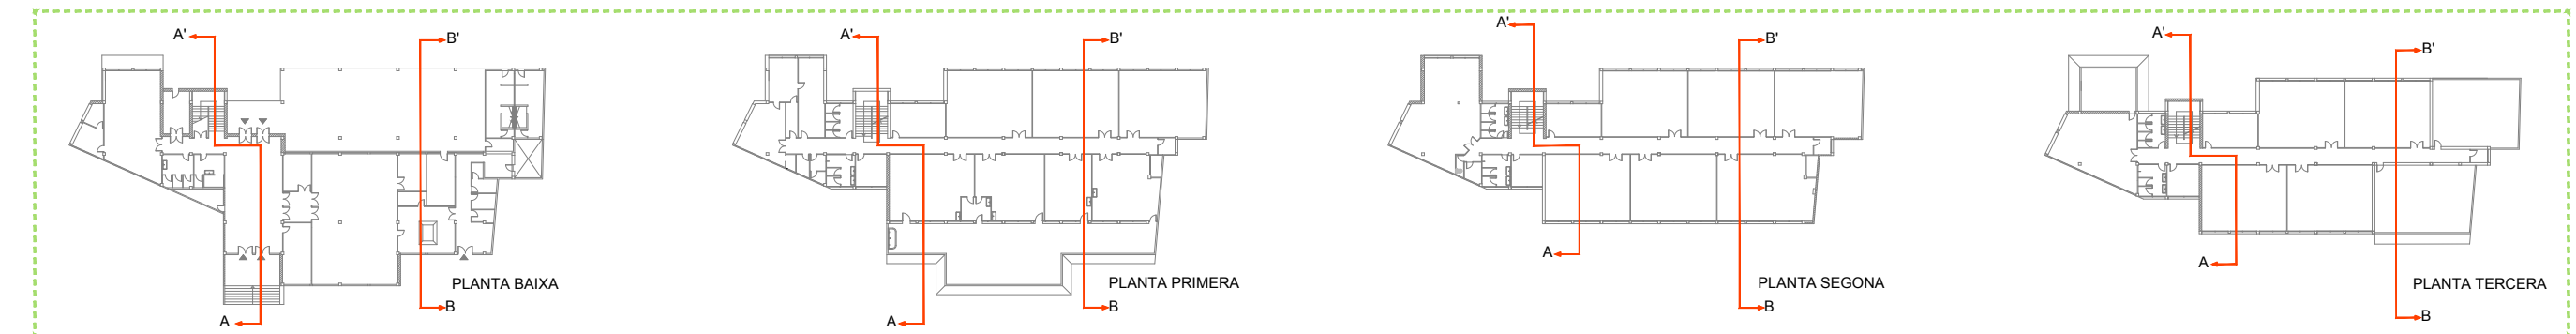 A' B'
PLANTA BAIXA
A B
A' B'
PLANTA PRIMERA
A B
A' B'
PLANTA SEGONA
A B
A' B'
PLANTA TERCERA
A B